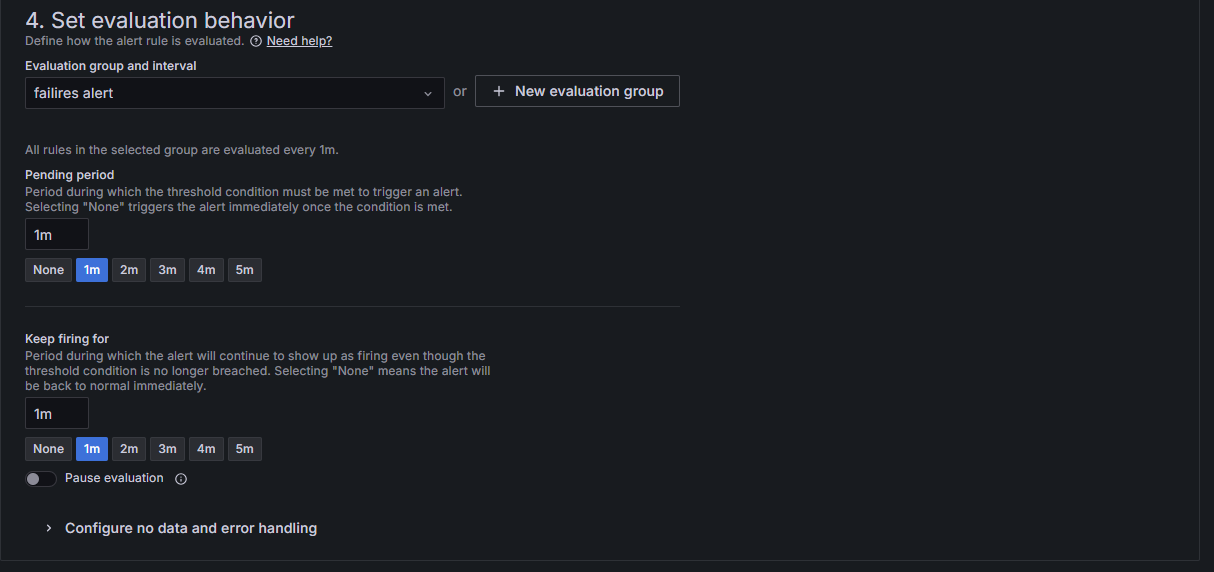 4. Set evaluation behavior
Define how the alert rule is evaluated. Need help?
Evaluation group and interval
failires alert or + New evaluation group
All rules in the selected group are evaluated every 1m.
Pending period
Period during which the threshold condition must be met to trigger an alert.
Selecting "None" triggers the alert immediately once the condition is met.
1m
None 1m 2m 3m 4m 5m
Keep firing for
Period during which the alert will continue to show up as firing even though the
threshold condition is no longer breached. Selecting "None" means the alert will
be back to normal immediately.
1m
None 1m 2m 3m 4m 5m
Pause evaluation
Configure no data and error handling